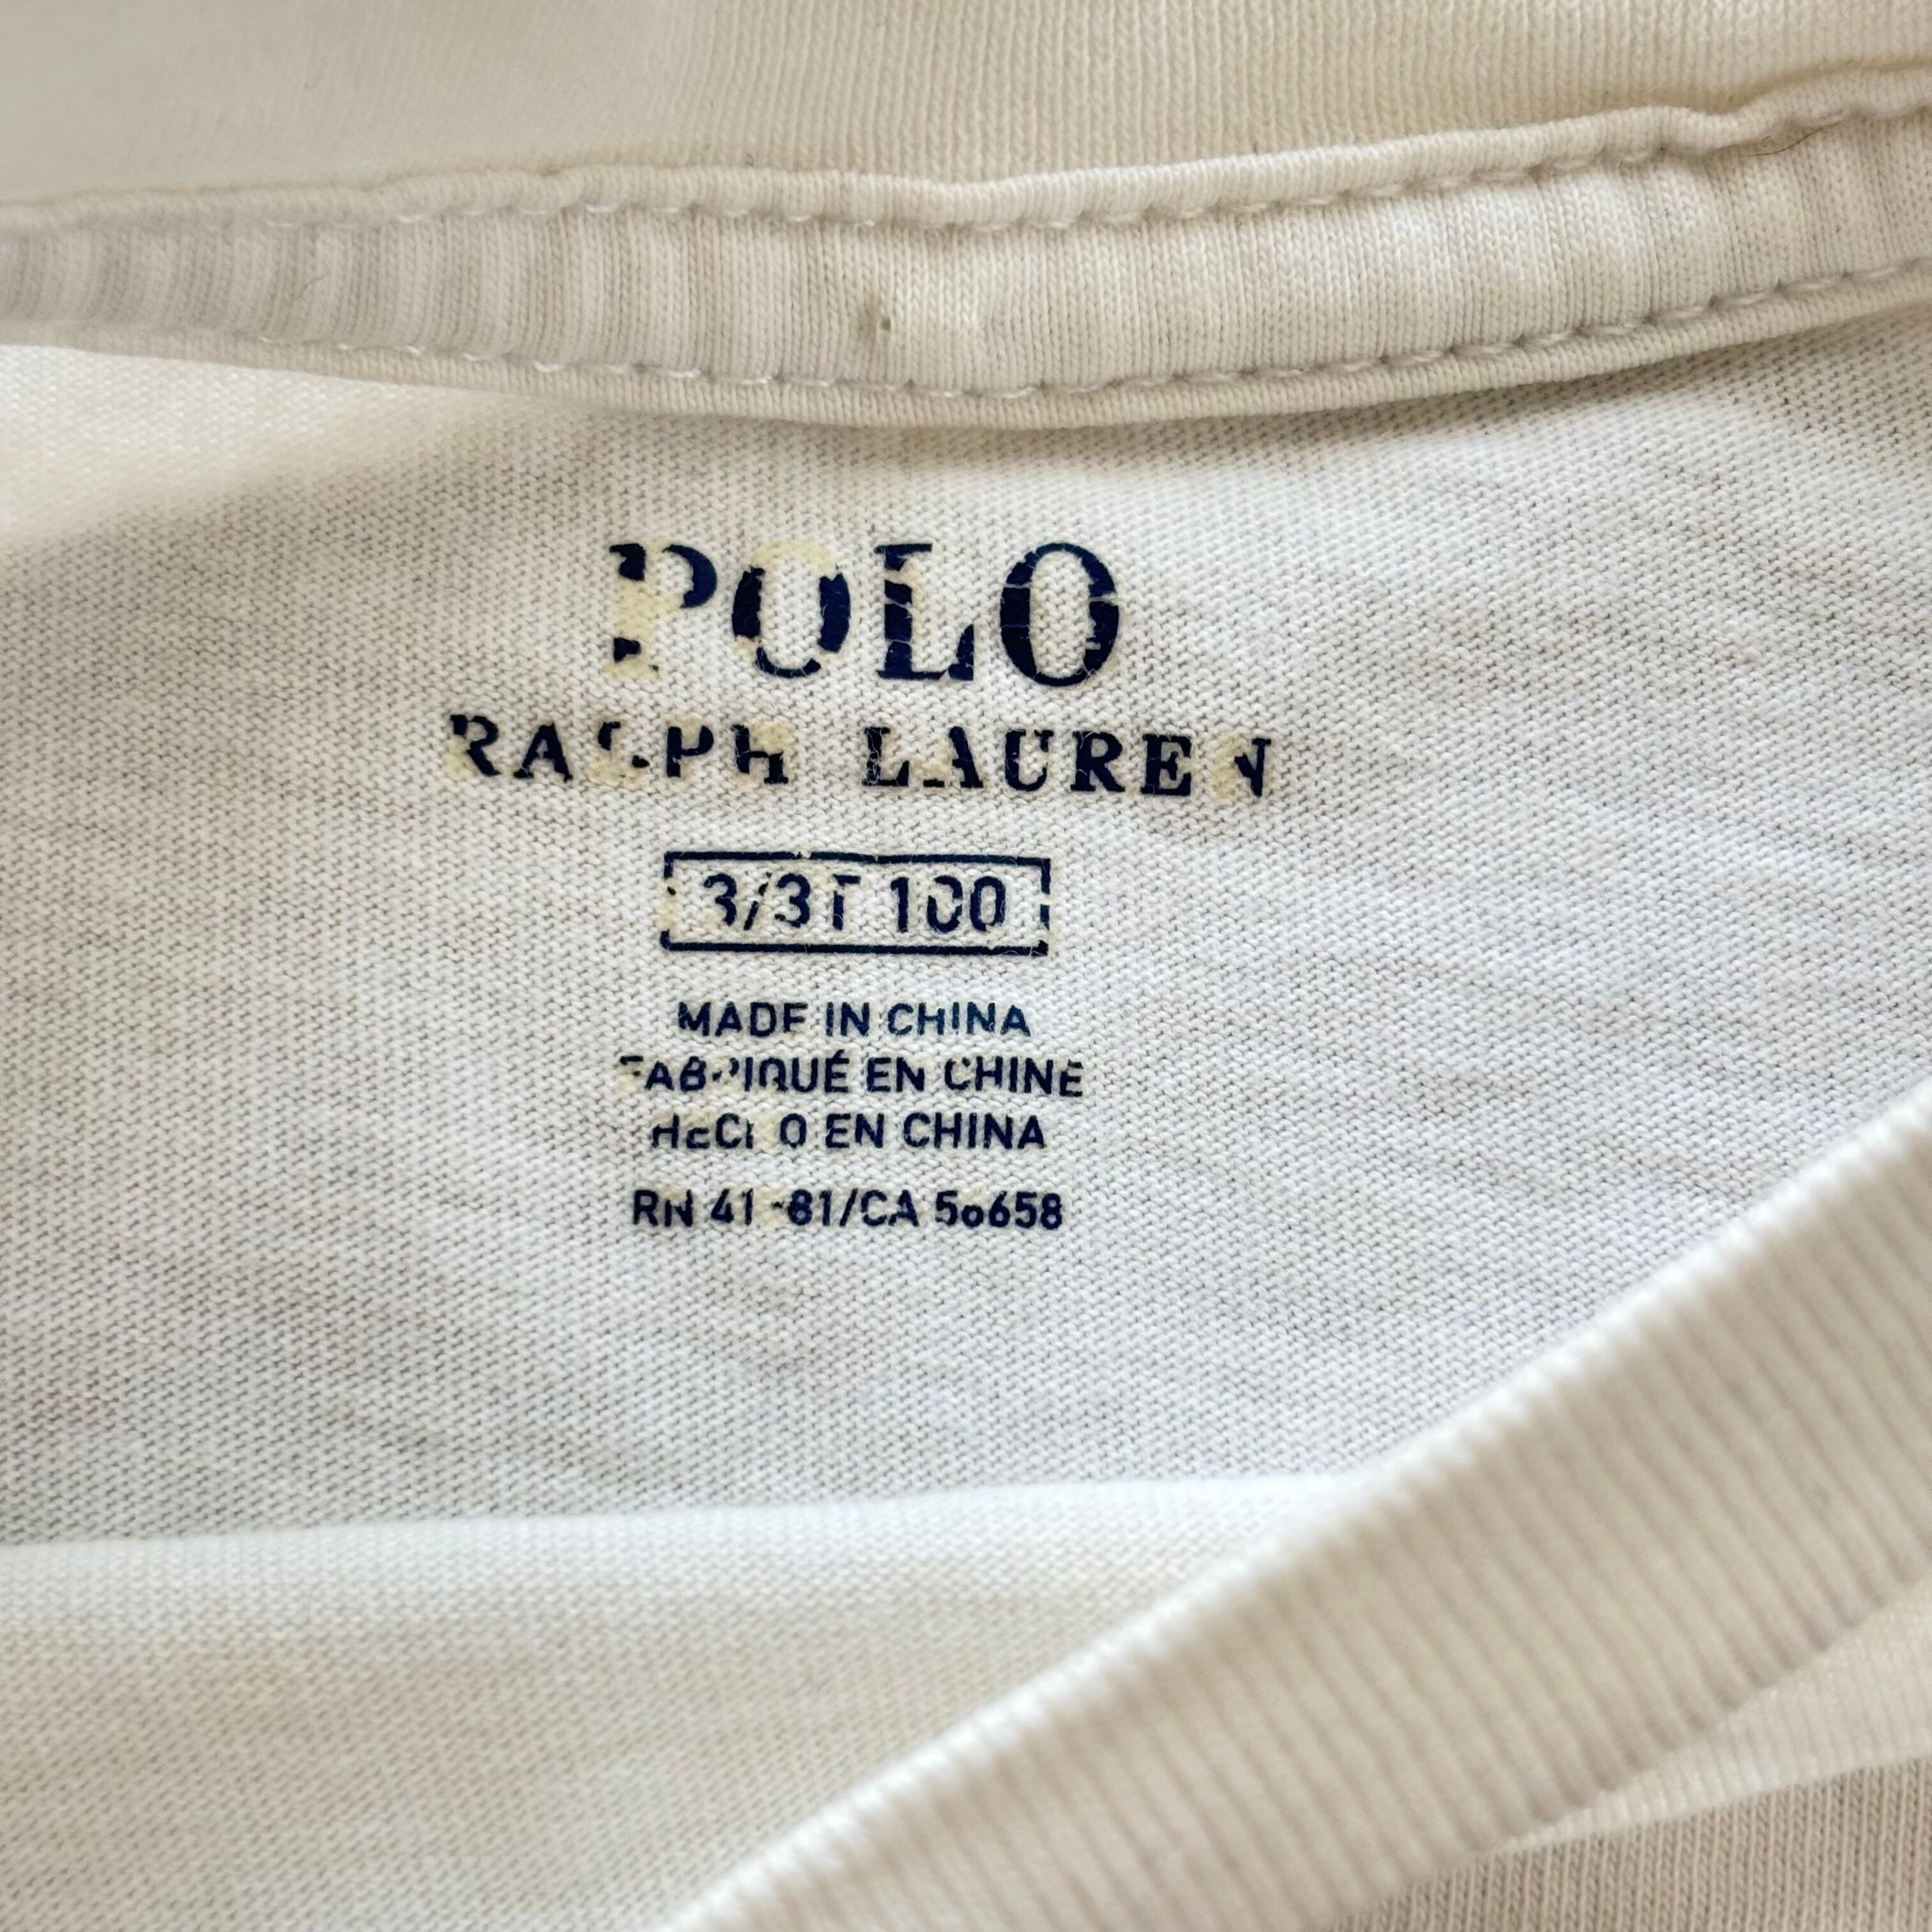 POLO
RALPH LAUREN
3/3T 100
MADE IN CHINA
FABRIQUÉ EN CHINE
HECHO EN CHINA
RN 41381/CA 56658